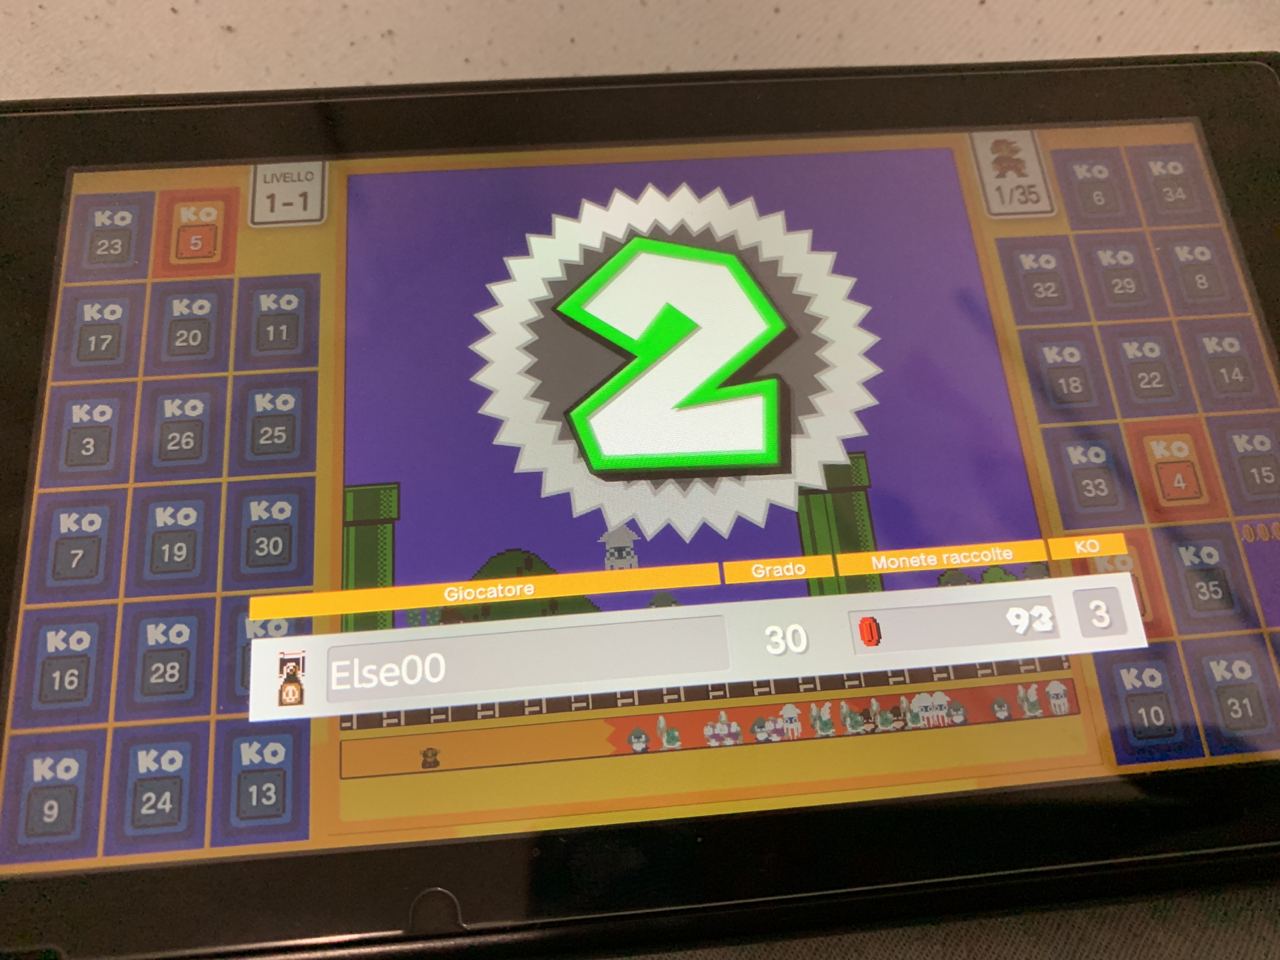 LIVELLO
1-1
1/35
KO 23
KO 5
KO 17
KO 20
KO 11
KO 3
KO 26
KO 25
KO 7
KO 19
KO 30
KO 16
KO 28
KO
KO 9
KO 24
KO 13
2
KO 6
KO 34
KO 32
KO 29
KO 8
KO 18
KO 22
KO 14
KO 33
KO 4
KO 15
KO 35
KO 10
KO 31
Giocatore Grado Monete raccolte KO
Else00 30 93 3